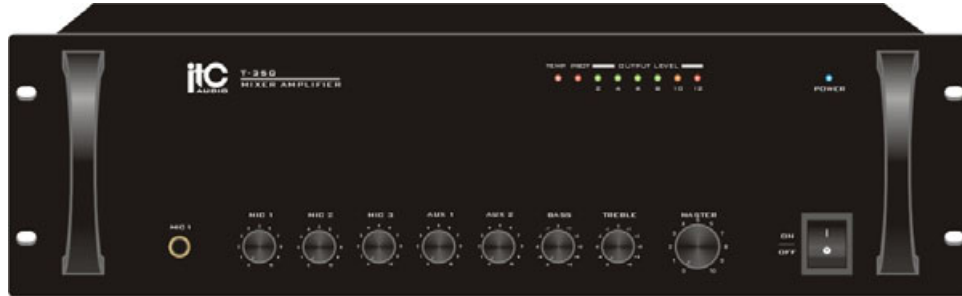 itC
AUDIO
T-350
MIXER AMPLIFIER
TEMP PROT OUTPUT LEVEL
2 4 6 8 10 12
POWER
MIC 1
MIC 1 MIC 2 MIC 3 AUX 1 AUX 2 BASS TREBLE MASTER
ON
OFF